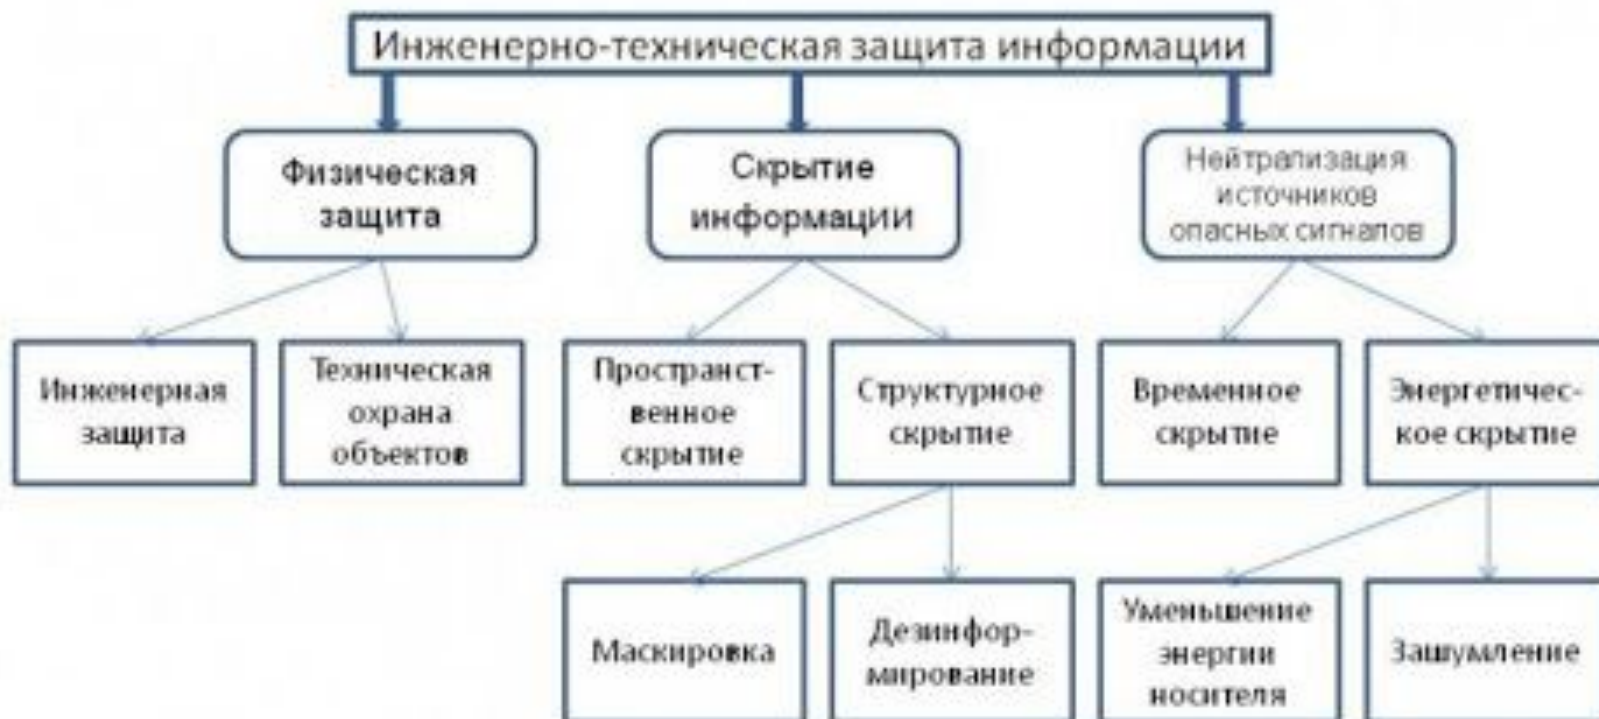 Инженерно-техническая защита информации
Физическая
защита
Скрытие
информации
Нейтрализация
источников
опасных сигналов
Инженерная
защита
Техническая
охрана
объектов
Пространст-
венное
скрытие
Структурное
скрытие
Временное
скрытие
Энергетичес-
кое скрытие
Маскировка
Дезинфор-
мирование
Уменьшение
энергии
носителя
Зашумление